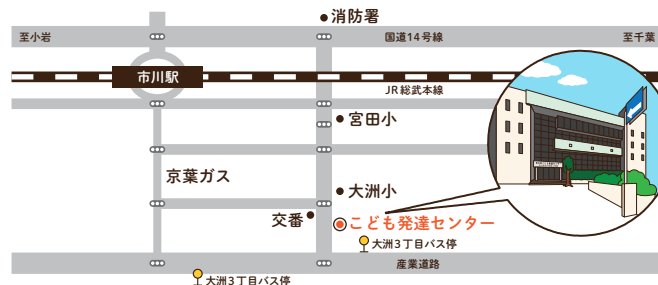 消防署
至小岩
国道14号線
至千葉
市川駅
JR総武本線
宮田小
京葉ガス
大洲小
交番
こども発達センター
大洲3丁目バス停
産業道路
大洲3丁目バス停